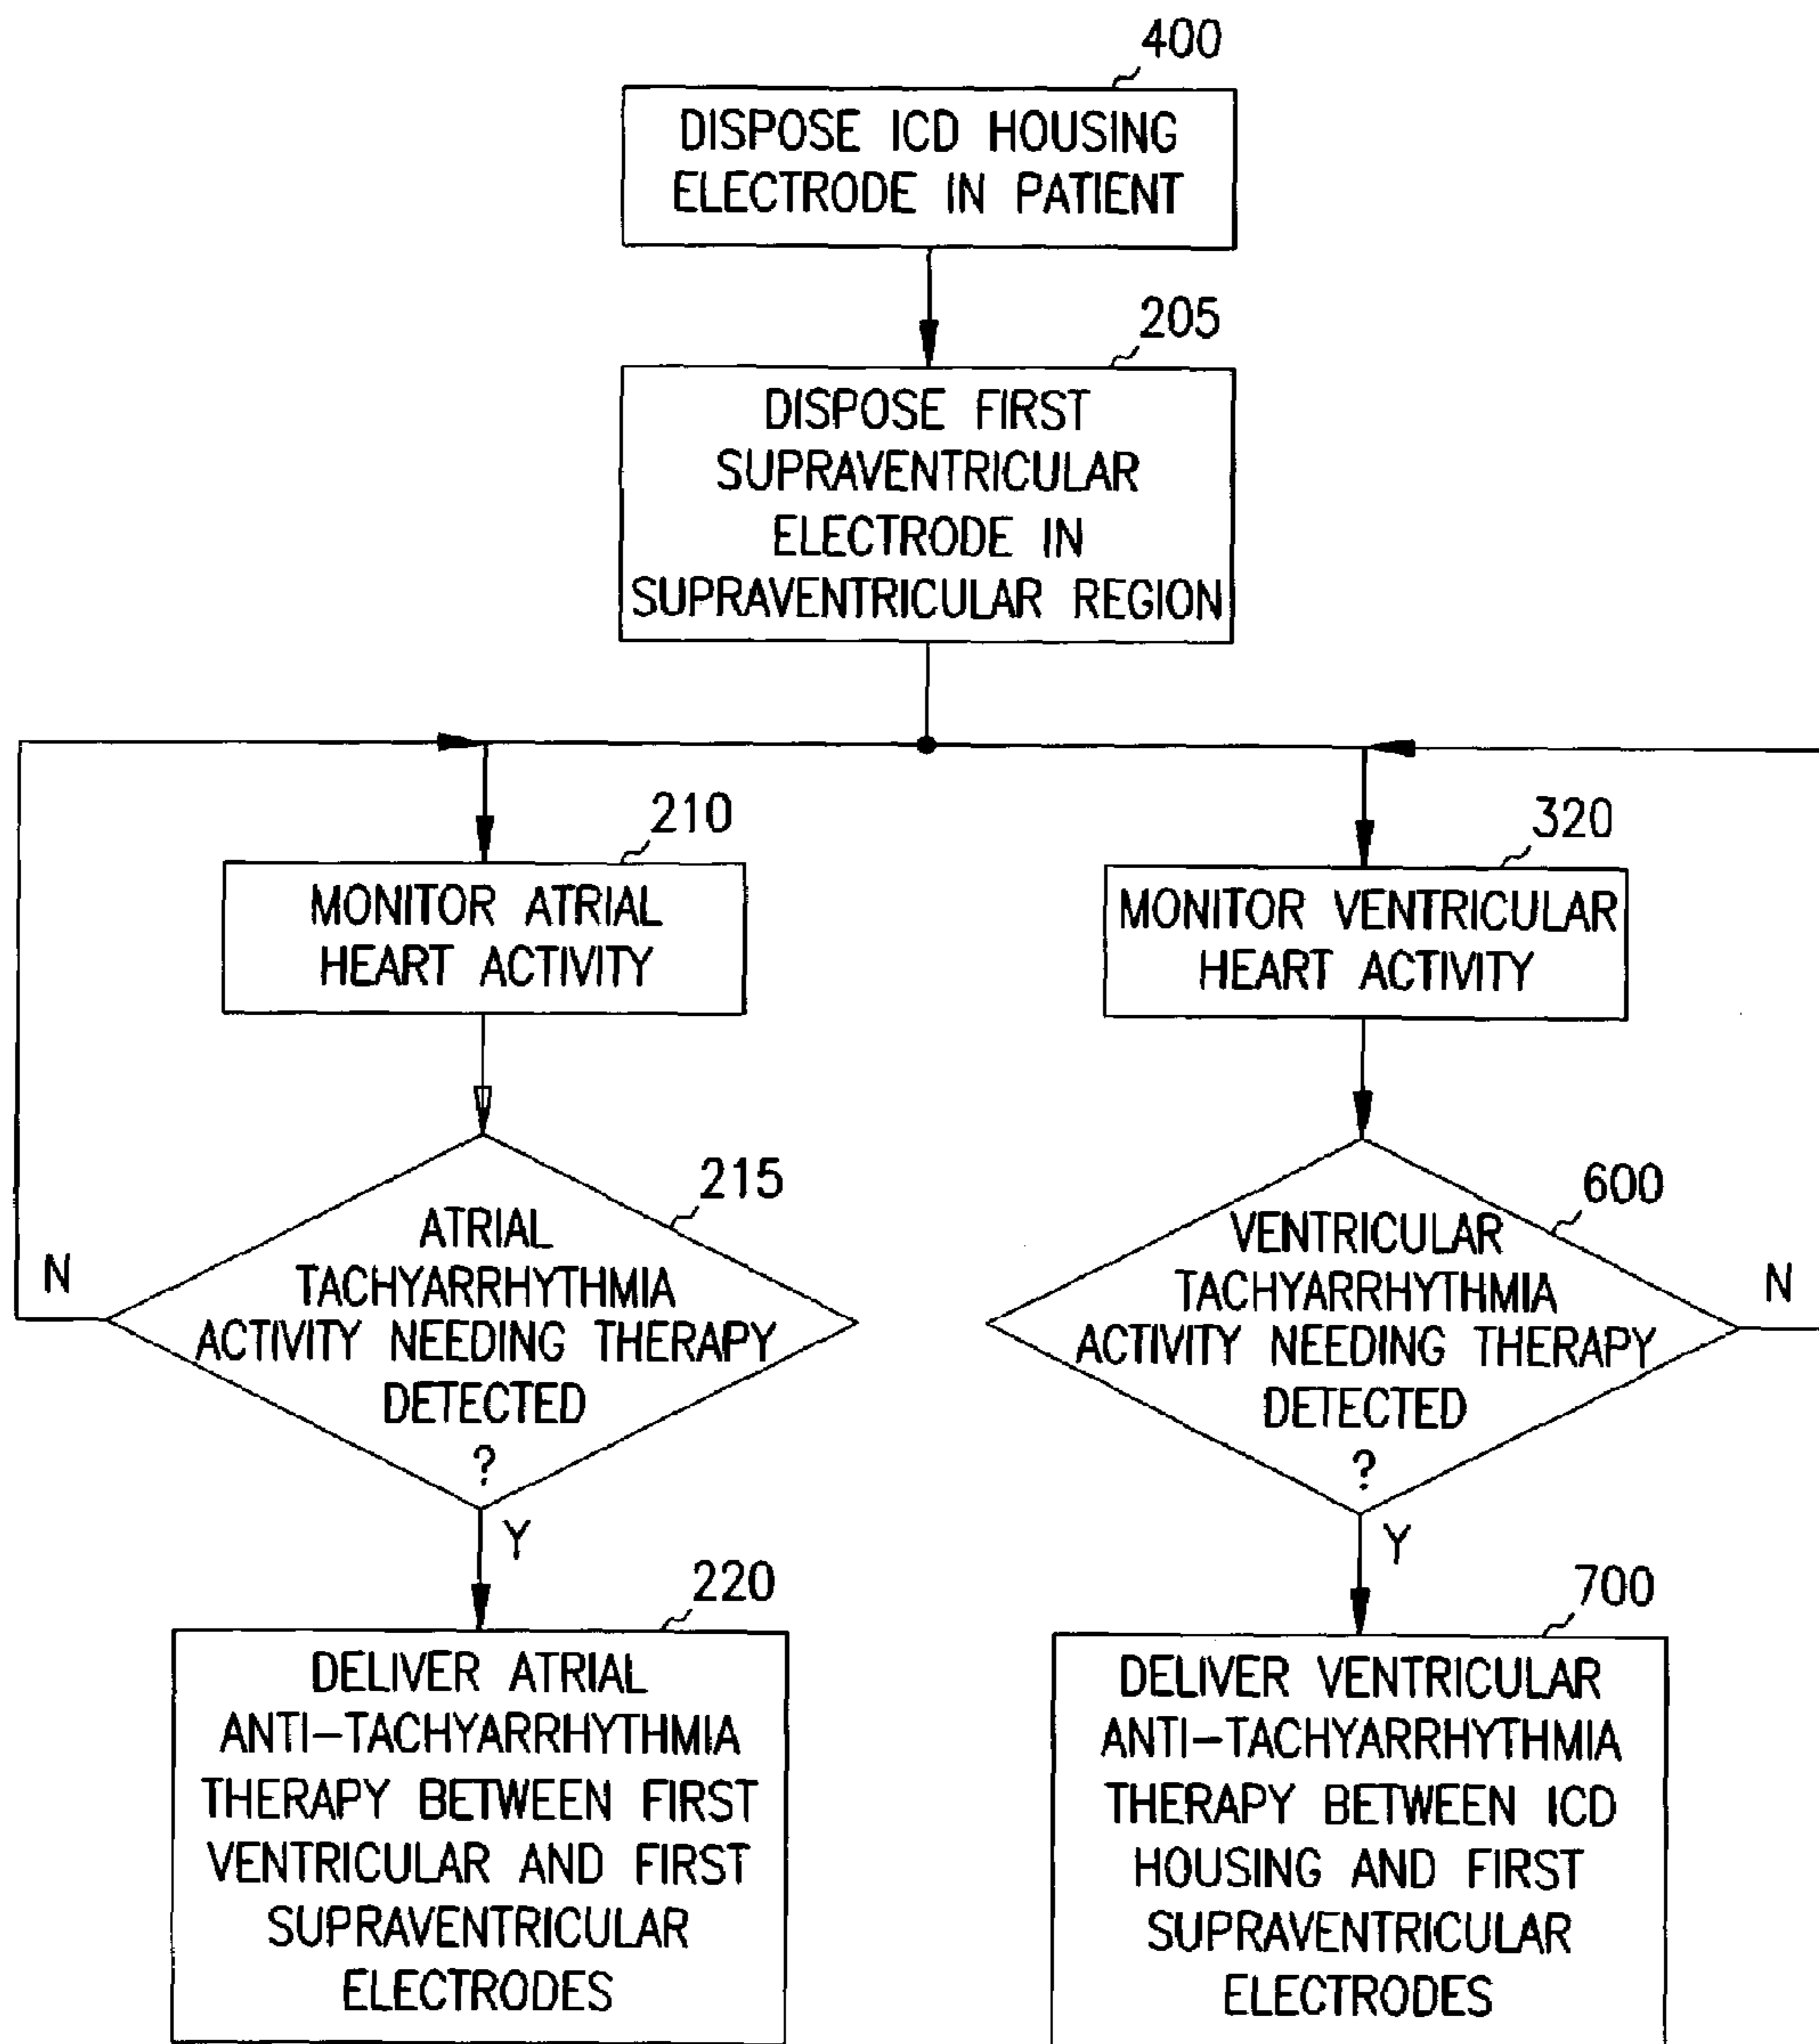 400
DISPOSE ICD HOUSING
ELECTRODE IN PATIENT
205
DISPOSE FIRST
SUPRAVENTRICULAR
ELECTRODE IN
SUPRAVENTRICULAR REGION
210
MONITOR ATRIAL
HEART ACTIVITY
320
MONITOR VENTRICULAR
HEART ACTIVITY
215
ATRIAL
TACHYARRHYTHMIA
ACTIVITY NEEDING THERAPY
DETECTED
?
N
Y
600
VENTRICULAR
TACHYARRHYTHMIA
ACTIVITY NEEDING THERAPY
DETECTED
?
N
Y
220
DELIVER ATRIAL
ANTI-TACHYARRHYTHMIA
THERAPY BETWEEN FIRST
VENTRICULAR AND FIRST
SUPRAVENTRICULAR
ELECTRODES
700
DELIVER VENTRICULAR
ANTI-TACHYARRHYTHMIA
THERAPY BETWEEN ICD
HOUSING AND FIRST
SUPRAVENTRICULAR
ELECTRODES